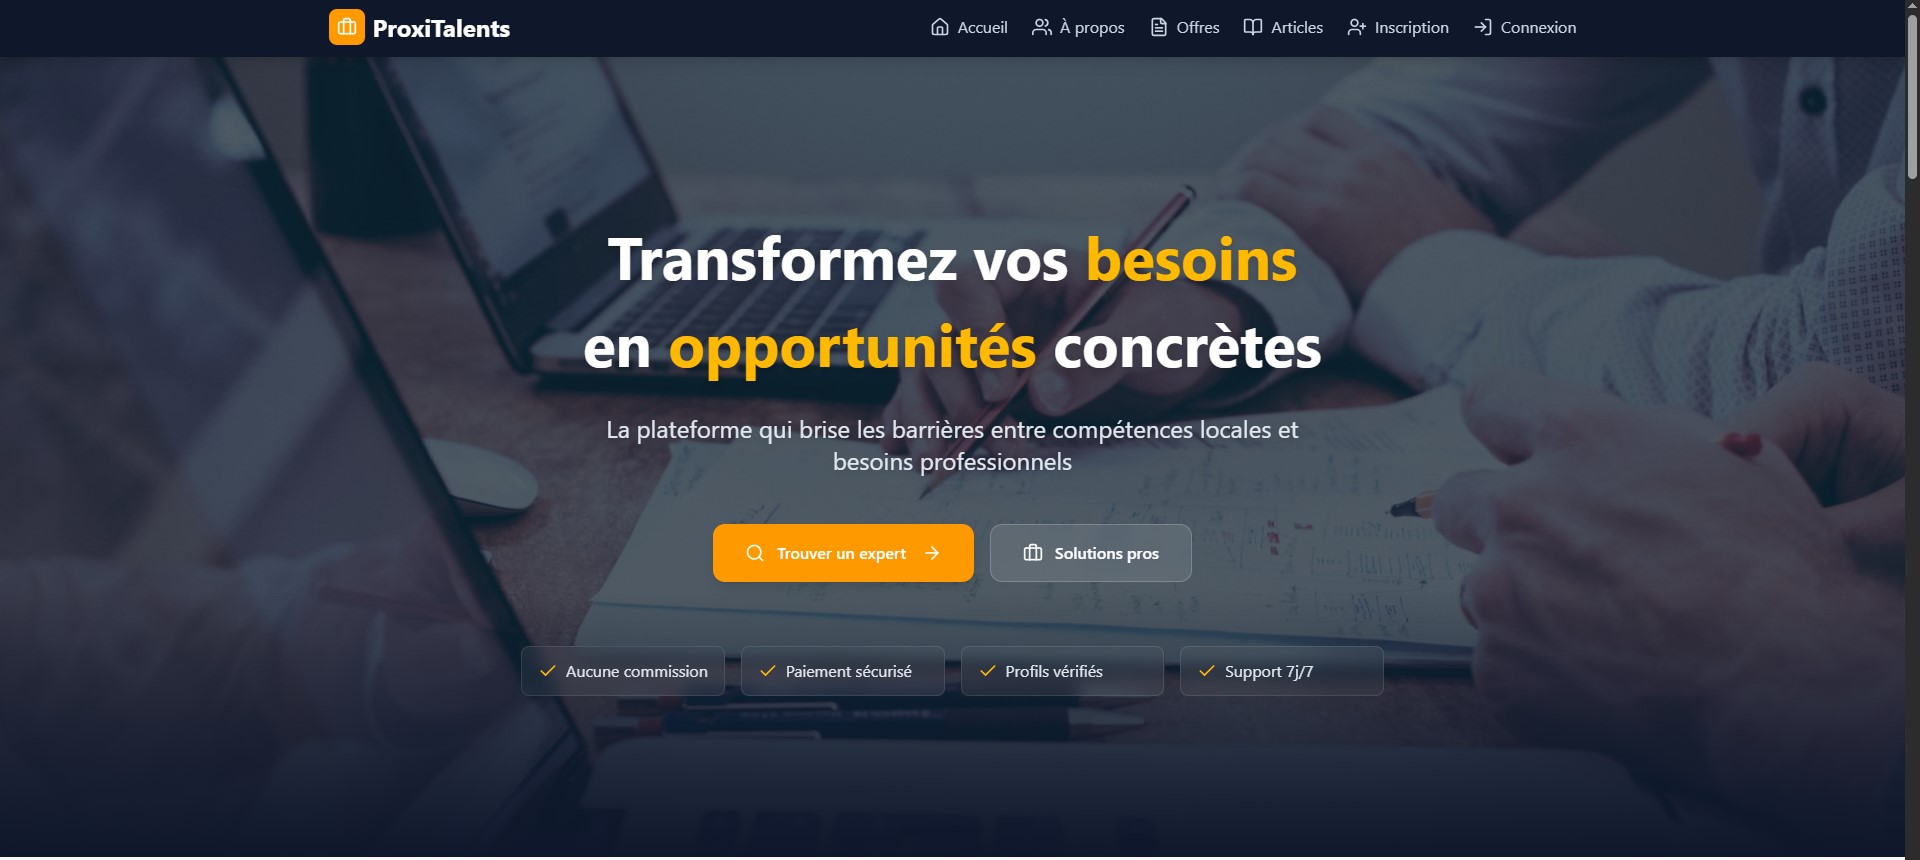 ProxiTalents
Accueil
À propos
Offres
Articles
Inscription
Connexion
Transformez vos besoins
en opportunités concrètes
La plateforme qui brise les barrières entre compétences locales et
besoins professionnels
Trouver un expert
Solutions pros
Aucune commission
Paiement sécurisé
Profils vérifiés
Support 7j/7